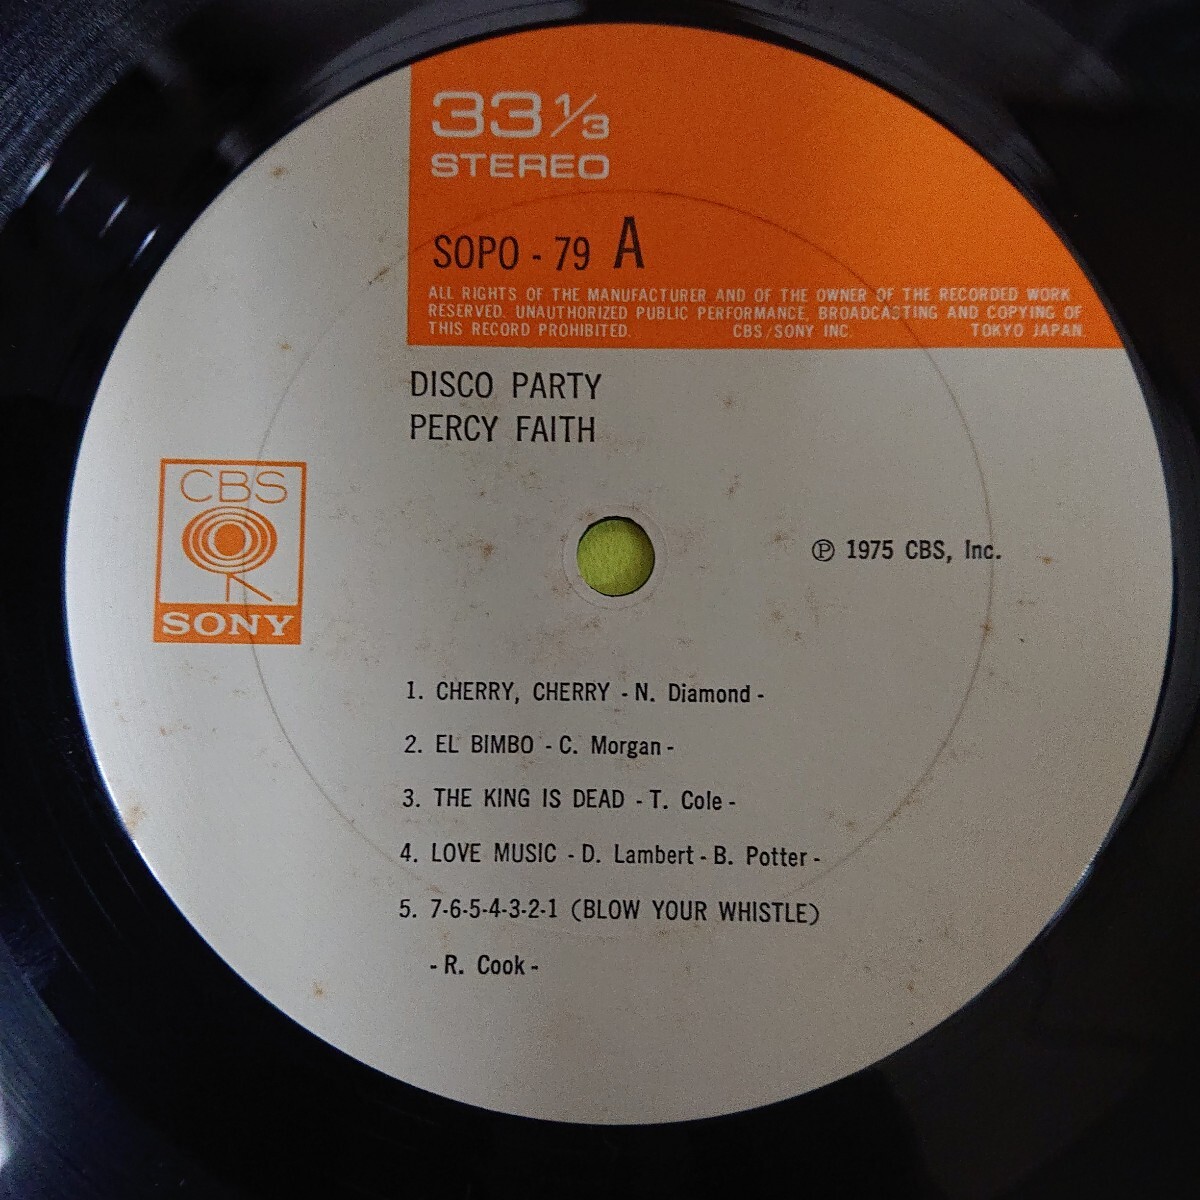 33 1/3
STEREO
SOPO - 79 A
ALL RIGHTS OF THE MANUFACTURER AND OF THE OWNER OF THE RECORDED WORK
RESERVED. UNAUTHORIZED PUBLIC PERFORMANCE, BROADCASTING AND COPYING OF
THIS RECORD PROHIBITED. CBS/SONY INC. TOKYO JAPAN.
DISCO PARTY
PERCY FAITH
CBS
SONY
℗ 1975 CBS, Inc.
1. CHERRY, CHERRY - N. Diamond -
2. EL BIMBO - C. Morgan -
3. THE KING IS DEAD - T. Cole -
4. LOVE MUSIC - D. Lambert - B. Potter -
5. 7-6-5-4-3-2-1 (BLOW YOUR WHISTLE)
- R. Cook -